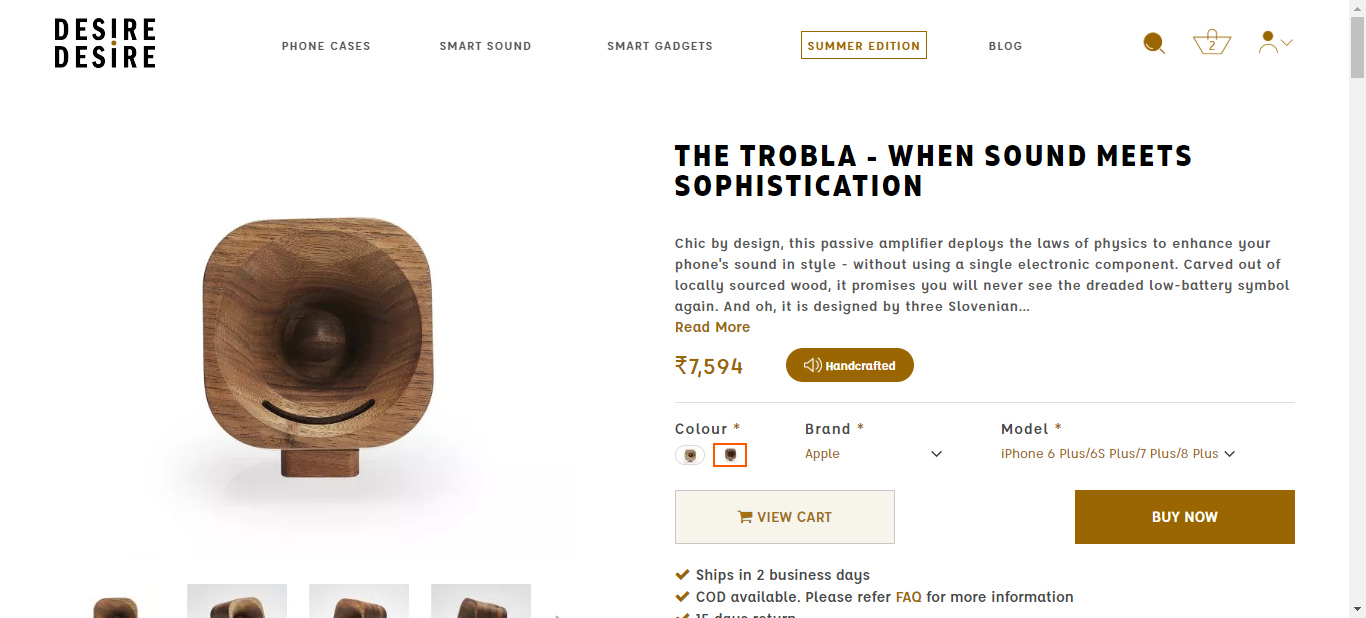 DESIRE
DESIRE
PHONE CASES
SMART SOUND
SMART GADGETS
SUMMER EDITION
BLOG
2
THE TROBLA - WHEN SOUND MEETS
SOPHISTICATION
Chic by design, this passive amplifier deploys the laws of physics to enhance your
phone's sound in style - without using a single electronic component. Carved out of
locally sourced wood, it promises you will never see the dreaded low-battery symbol
again. And oh, it is designed by three Slovenian...
Read More
₹7,594
Handcrafted
Colour *
Brand *
Model *
Apple
iPhone 6 Plus/6S Plus/7 Plus/8 Plus
VIEW CART
BUY NOW
Ships in 2 business days
COD available. Please refer FAQ for more information
15 days return